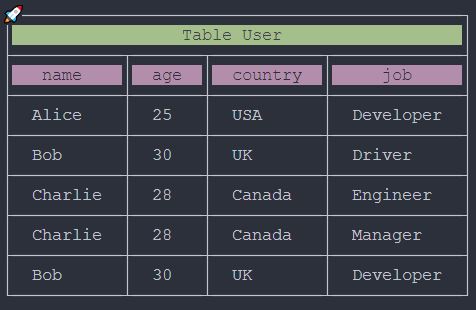 Table User
name age country job
Alice 25 USA Developer
Bob 30 UK Driver
Charlie 28 Canada Engineer
Charlie 28 Canada Manager
Bob 30 UK Developer